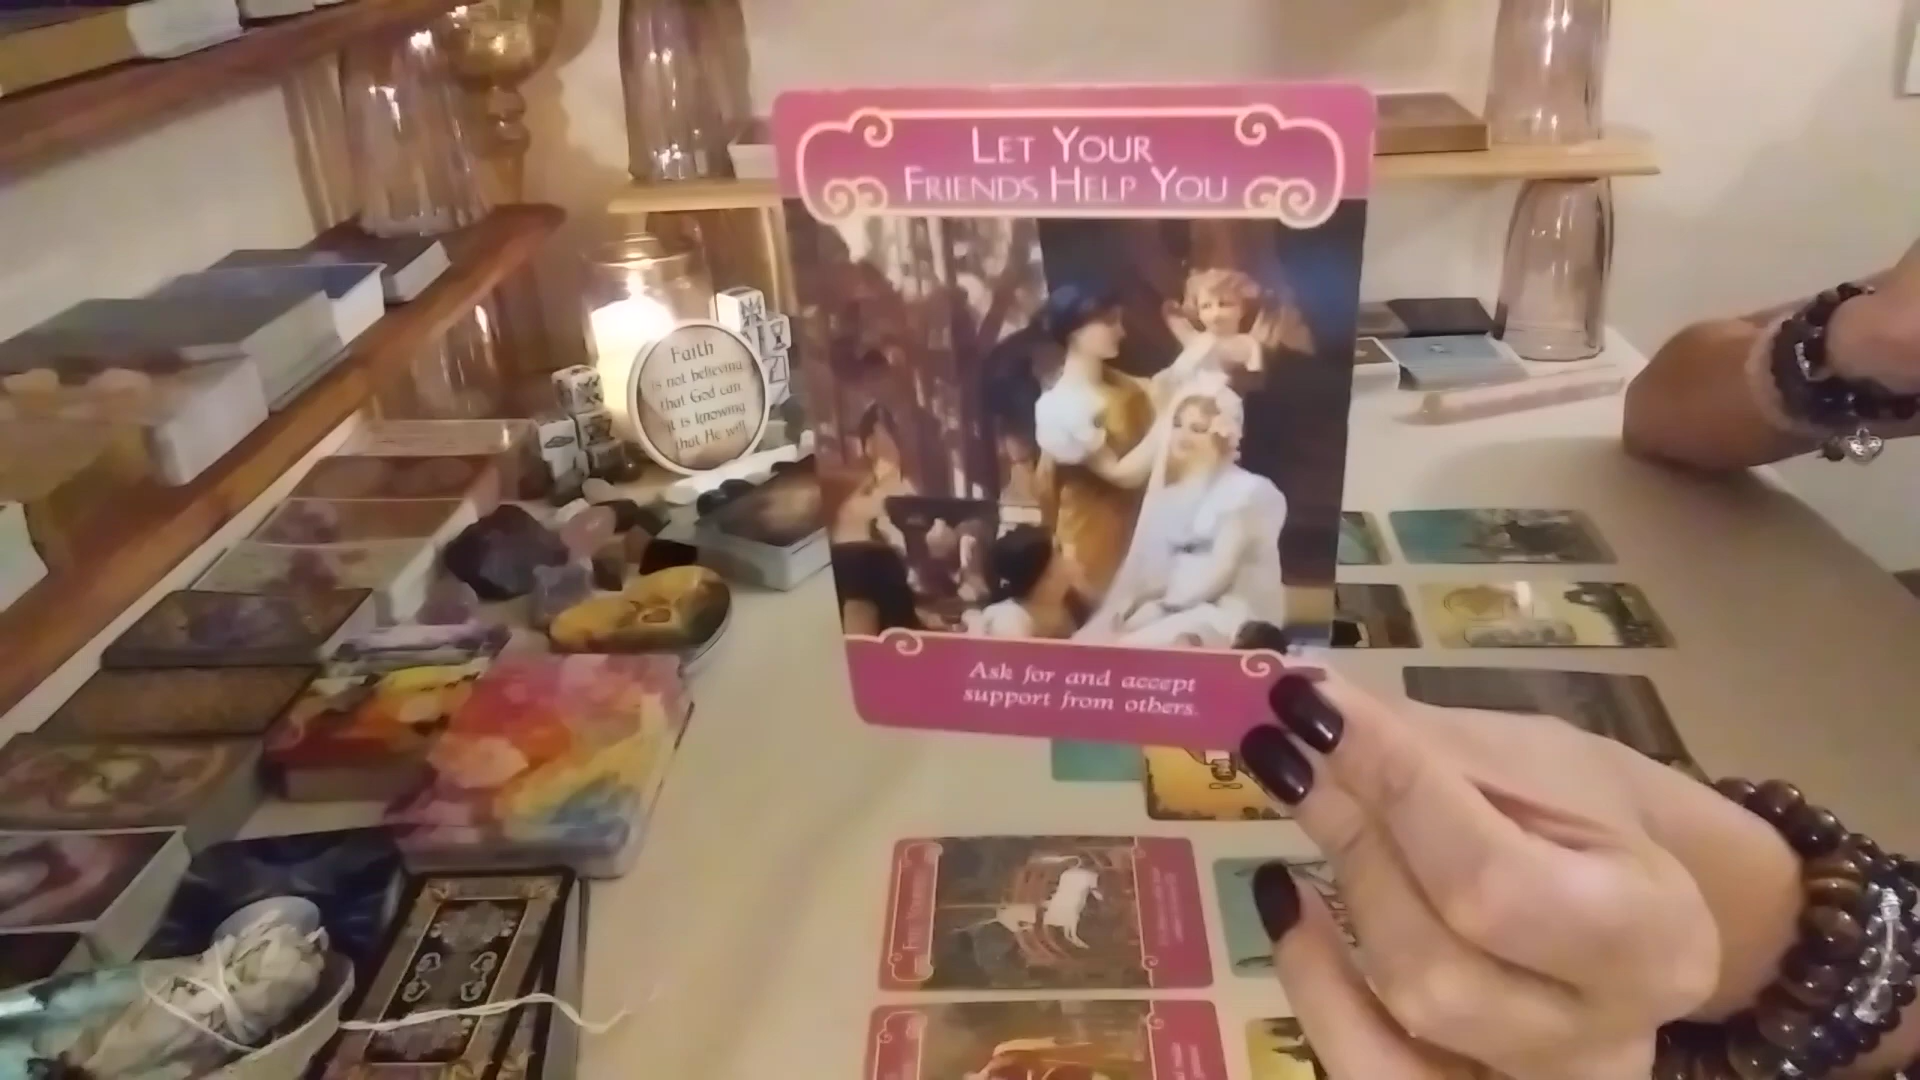 LET YOUR
FRIENDS HELP YOU
Ask for and accept
support from others.
Faith
is not believing
that God can
it is knowing
that He will